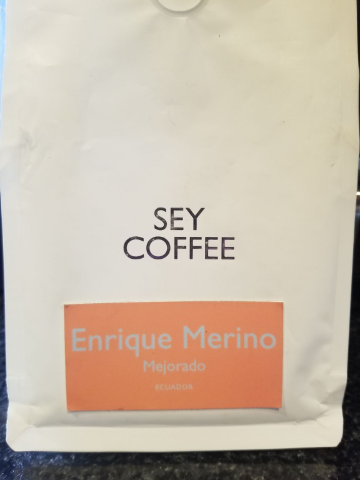 SEY
COFFEE
Enrique Merino
Mejorado
ECUADOR